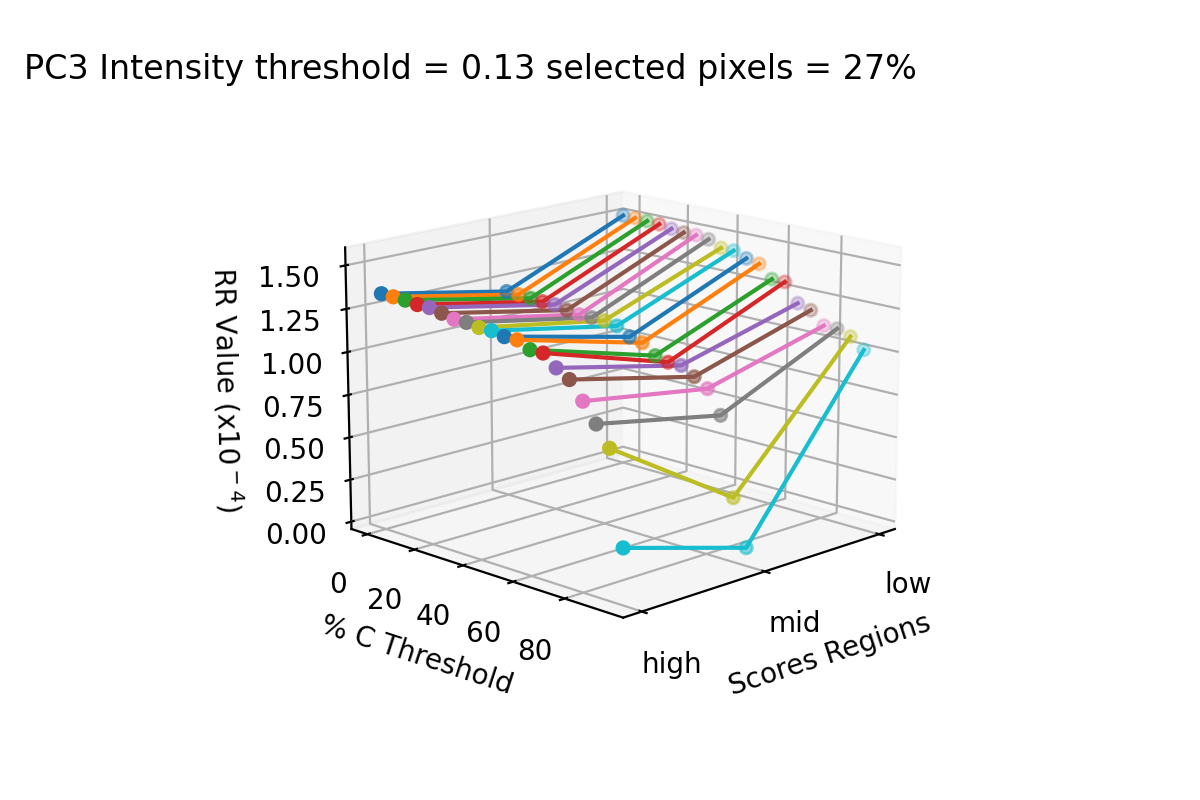 PC3 Intensity threshold = 0.13 selected pixels = 27%
RR Value (x10⁻⁴)
1.50
1.25
1.00
0.75
0.50
0.25
0.00
0
20
40
60
80
% C Threshold
high
mid
low
Scores Regions